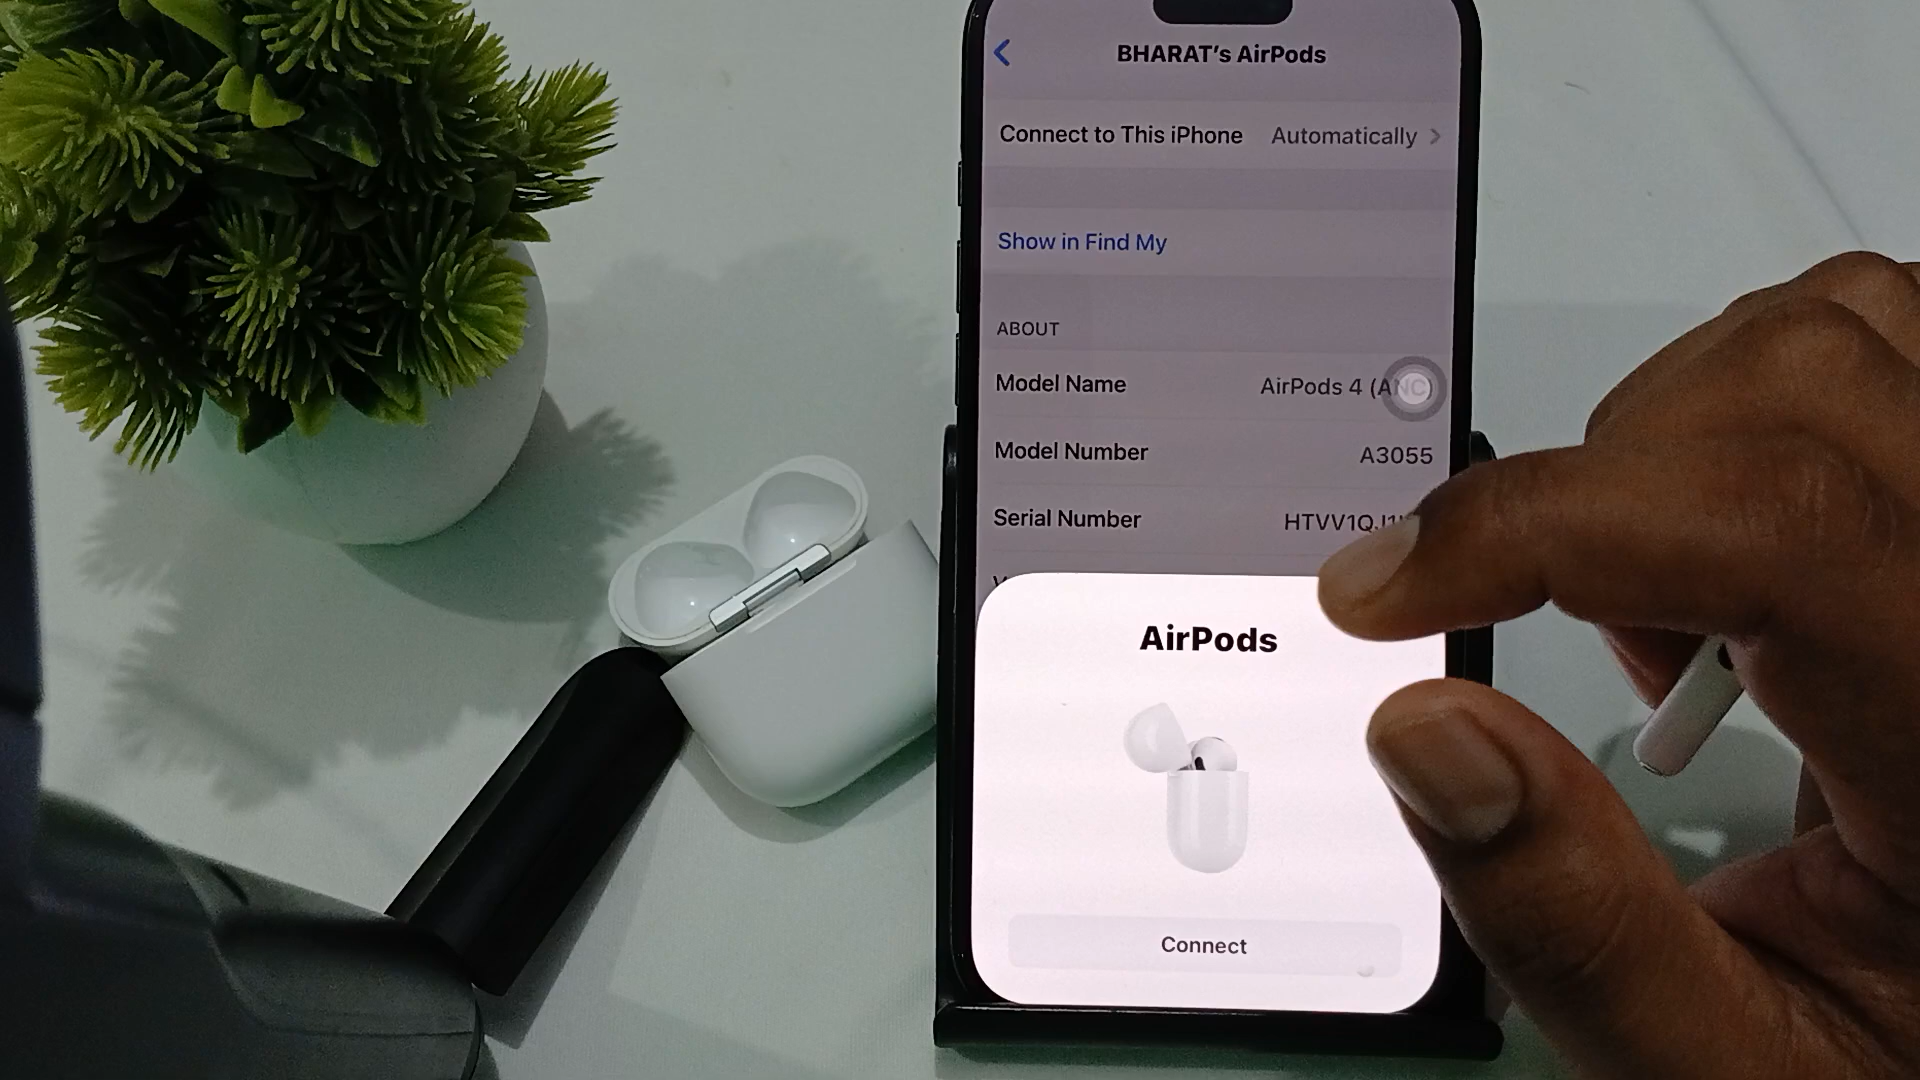 BHARAT's AirPods
Connect to This iPhone Automatically
Show in Find My
ABOUT
Model Name AirPods 4 (ANC)
Model Number A3055
Serial Number
AirPods
Connect